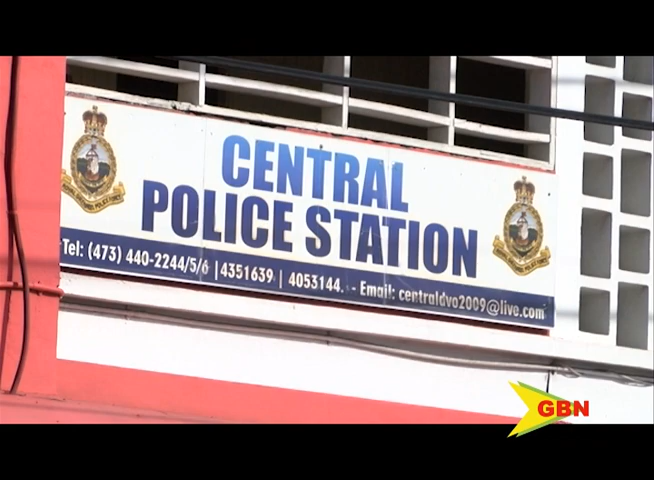 CENTRAL
POLICE STATION
Tel: (473) 440-2244/5/6 | 4351639 | 4053144. - Email: centraldvo2009@live.com
GBN